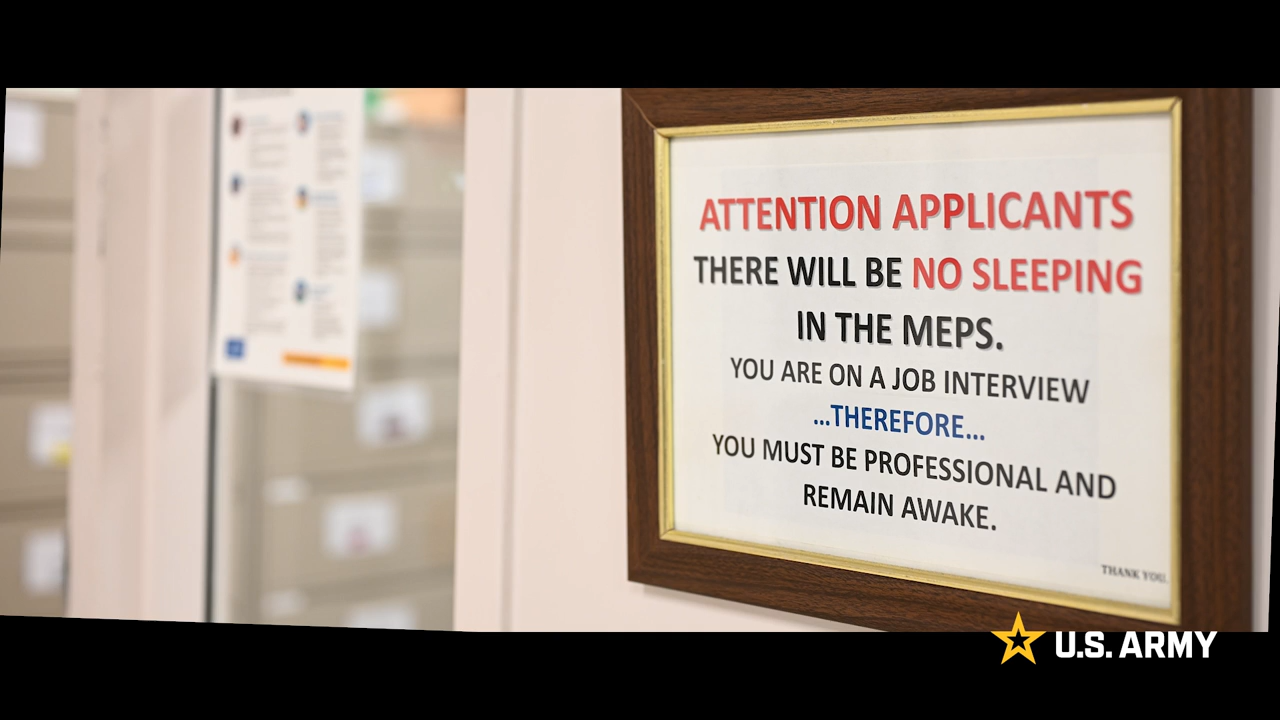 ATTENTION APPLICANTS
THERE WILL BE NO SLEEPING
IN THE MEPS.
YOU ARE ON A JOB INTERVIEW
...THEREFORE...
YOU MUST BE PROFESSIONAL AND
REMAIN AWAKE.
THANK YOU.
U.S. ARMY